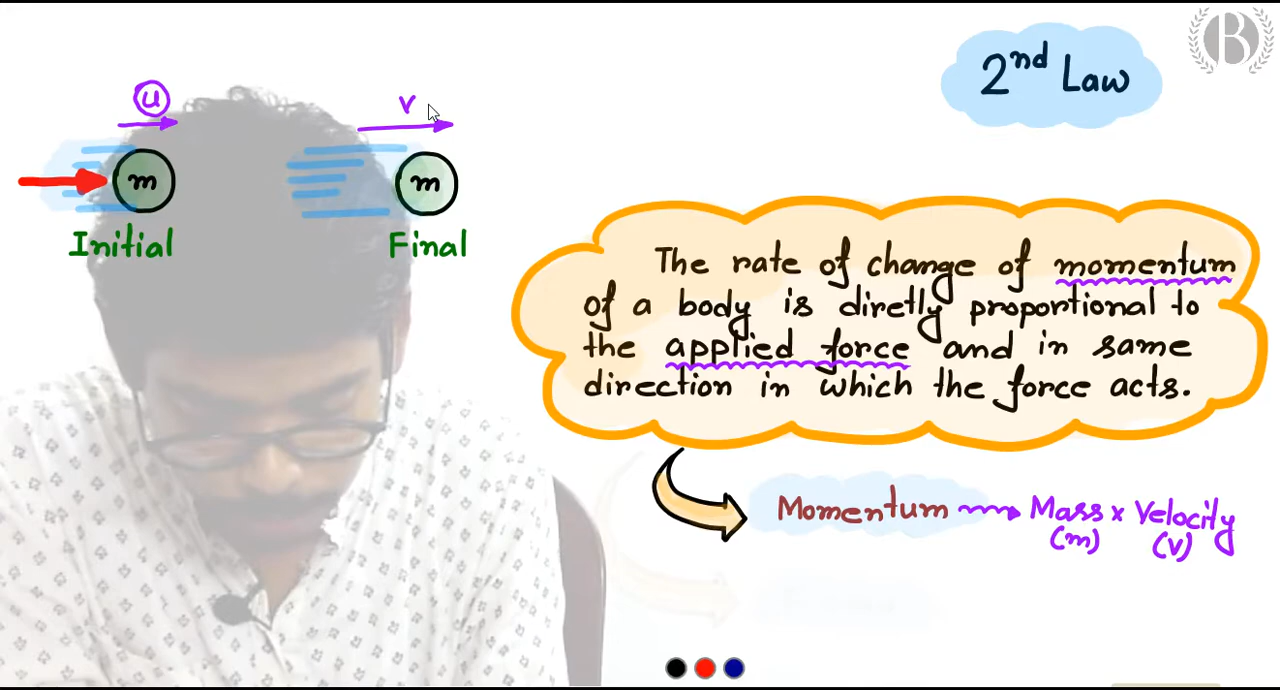 2nd Law
u
v
m
m
Initial
Final
The rate of change of momentum
of a body is diretly proportional to
the applied force and in same
direction in which the force acts.
Momentum Mass x Velocity
(m) (v)
B